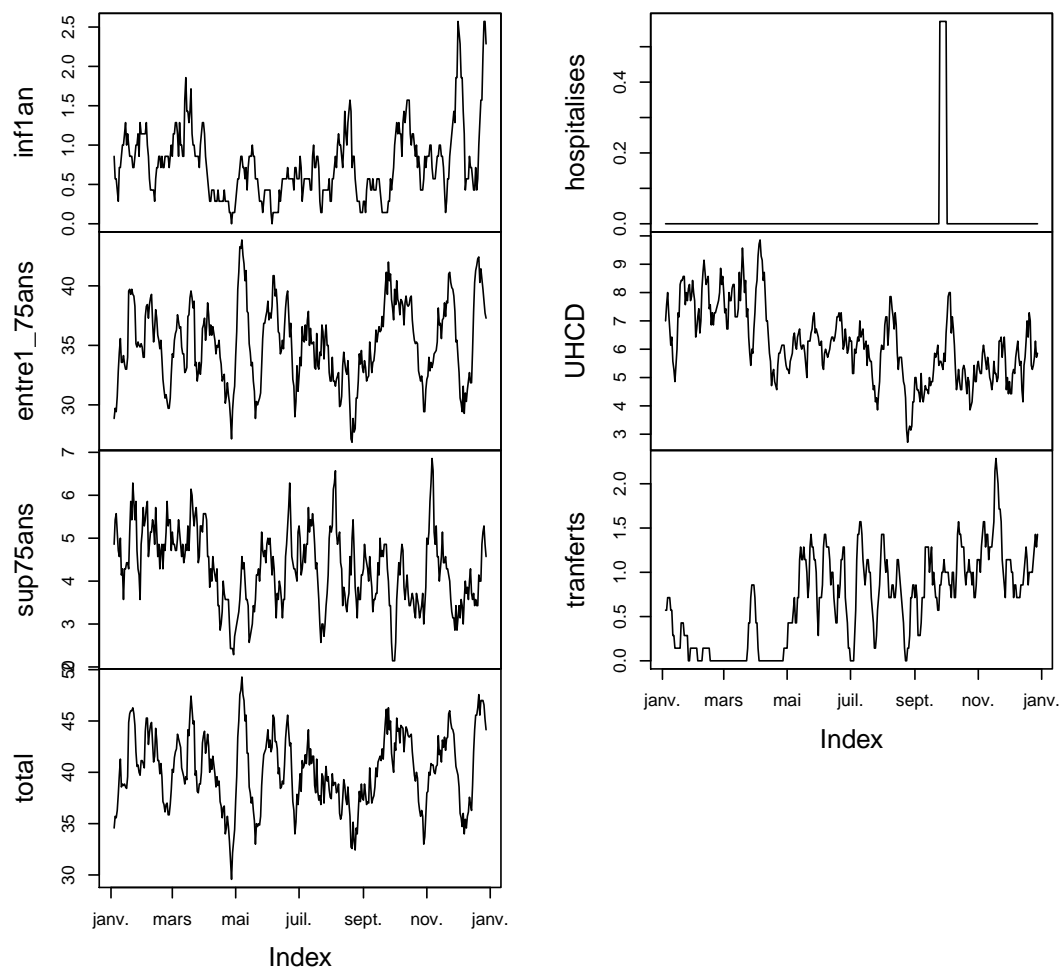 inf1an
0.0 0.5 1.0 1.5 2.0 2.5
entre1_75ans
30 35 40
sup75ans
2 3 4 5 6 7
total
30 35 40 45 50
janv. mars mai juil. sept. nov. janv.
Index
hospitalises
0.0 0.2 0.4
UHCD
3 4 5 6 7 8 9
tranferts
0.0 0.5 1.0 1.5 2.0
janv. mars mai juil. sept. nov. janv.
Index